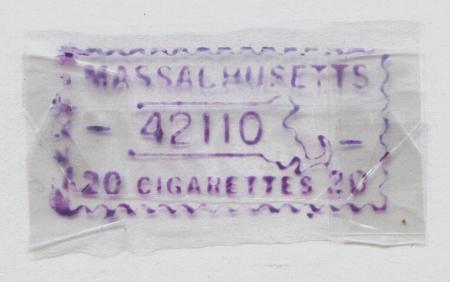 MASSACHUSETTS
- 42110 -
20 CIGARETTES 20